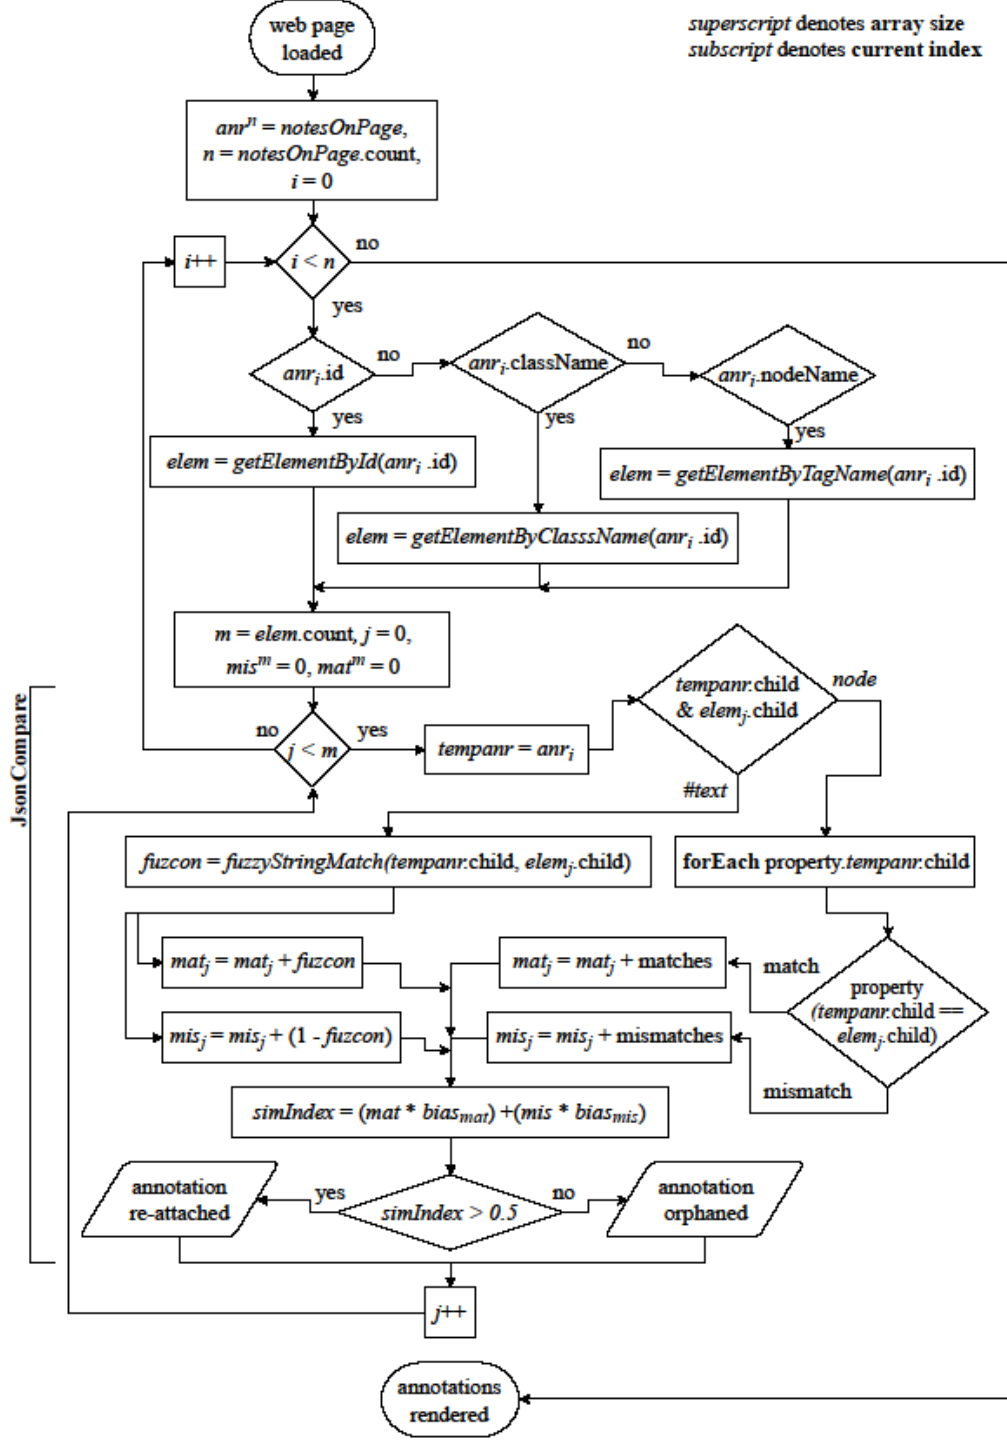 web page
loaded
superscript denotes array size
subscript denotes current index
anrⁿ = notesOnPage,
n = notesOnPage.count,
i = 0
i++
i < n
no
yes
anrᵢ.id
no
anrᵢ.className
no
anrᵢ.nodeName
yes
yes
yes
elem = getElementById(anrᵢ .id)
elem = getElementByTagName(anrᵢ .id)
elem = getElementByClasssName(anrᵢ .id)
m = elem.count, j = 0,
misᵐ = 0, matᵐ = 0
JsonCompare
no
j < m
yes
tempanr = anrᵢ
tempanr.child
& elemⱼ.child
node
#text
fuzcon = fuzzyStringMatch(tempanr.child, elemⱼ.child)
forEach property.tempanr.child
matⱼ = matⱼ + fuzcon
matⱼ = matⱼ + matches
match
property
(tempanr.child ==
elemⱼ.child)
misⱼ = misⱼ + (1 - fuzcon)
misⱼ = misⱼ + mismatches
mismatch
simIndex = (mat * bias_mat) +(mis * bias_mis)
annotation
re-attached
yes
simIndex > 0.5
no
annotation
orphaned
j++
annotations
rendered